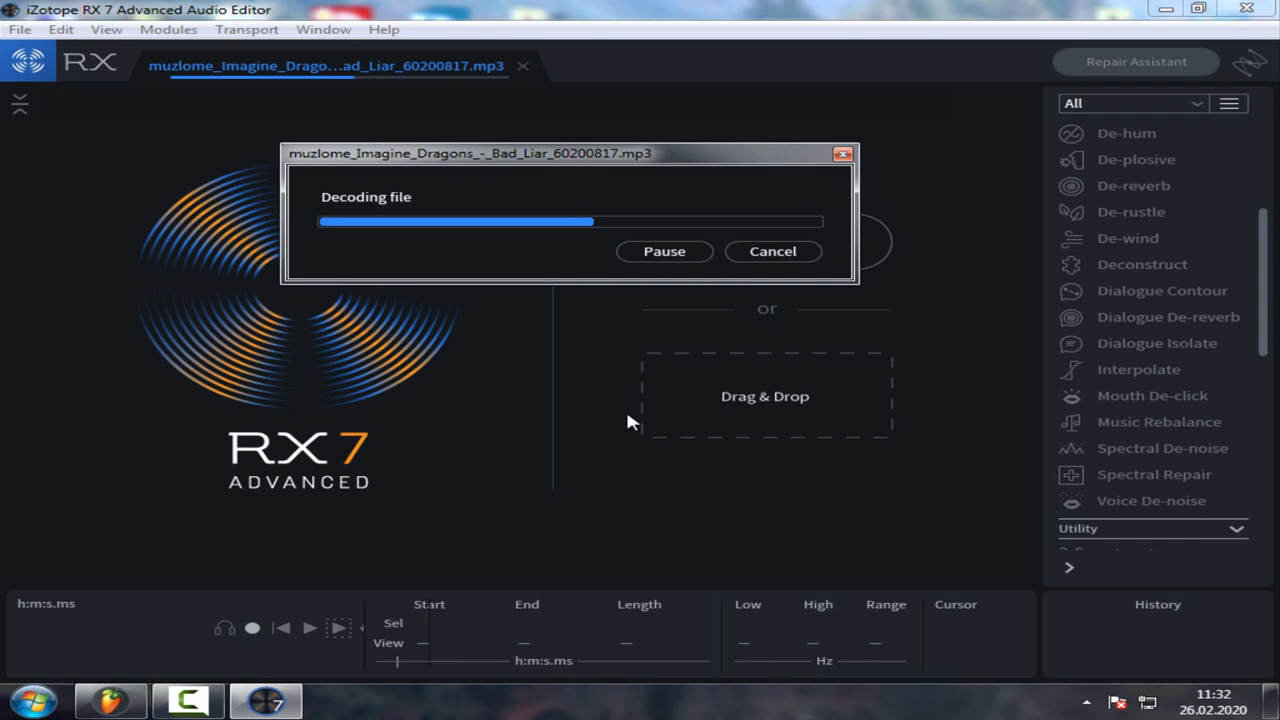 iZotope RX 7 Advanced Audio Editor
File Edit View Modules Transport Window Help
RX
muzlome_Imagine_Drago...ad_Liar_60200817.mp3
Repair Assistant
All
De-hum
De-plosive
De-reverb
De-rustle
De-wind
Deconstruct
Dialogue Contour
Dialogue De-reverb
Dialogue Isolate
Interpolate
Mouth De-click
Music Rebalance
Spectral De-noise
Spectral Repair
Voice De-noise
Utility
muzlome_Imagine_Dragons_-_Bad_Liar_60200817.mp3
Decoding file
Pause Cancel
or
Drag & Drop
RX 7
ADVANCED
h:m:s.ms
Start End Length Low High Range Cursor
Sel
View
h:m:s.ms Hz
History
7
11:32
26.02.2020